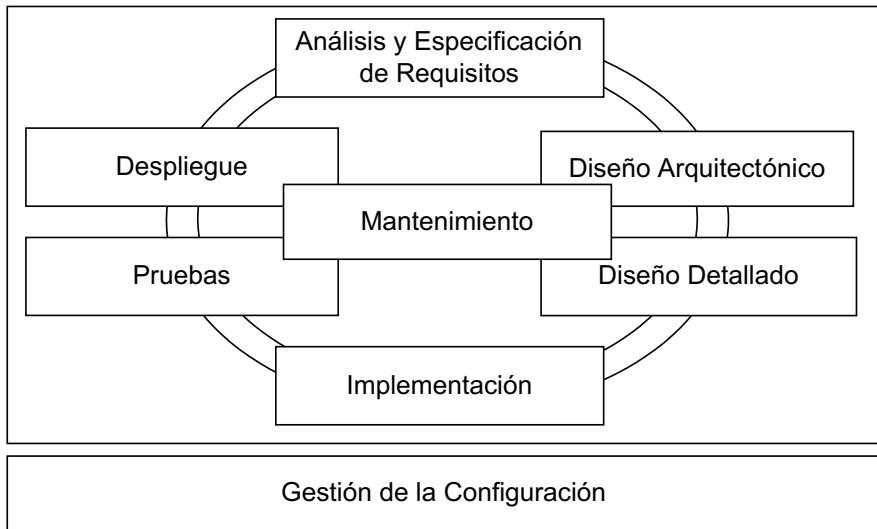 Análisis y Especificación
de Requisitos
Despliegue
Diseño Arquitectónico
Mantenimiento
Pruebas
Diseño Detallado
Implementación
Gestión de la Configuración